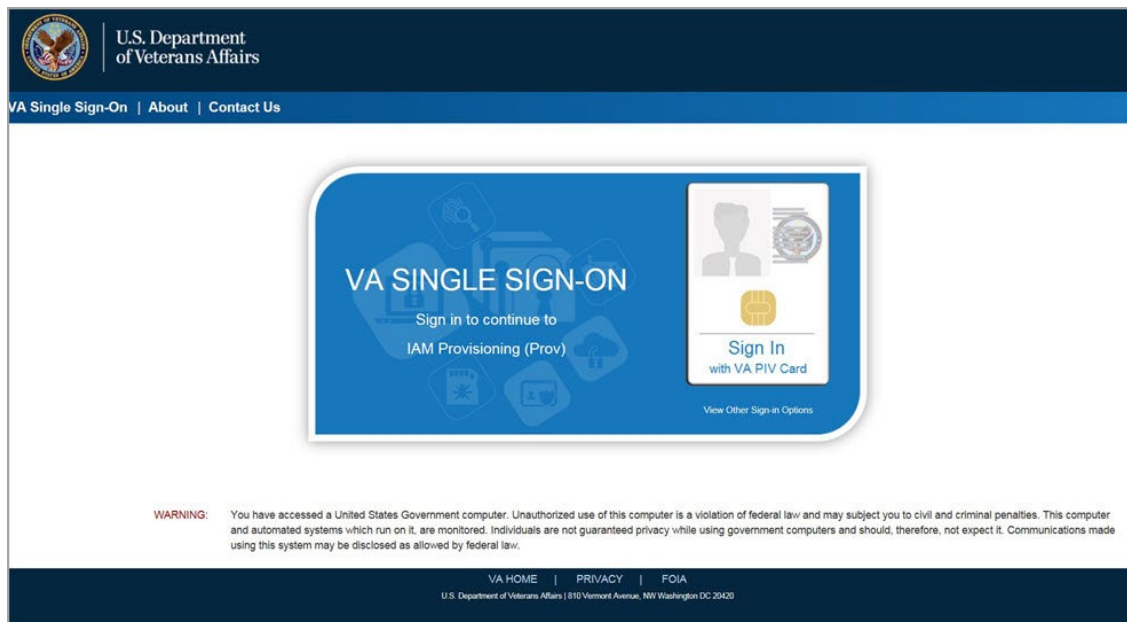 U.S. Department
of Veterans Affairs
VA Single Sign-On | About | Contact Us
VA SINGLE SIGN-ON
Sign in to continue to
IAM Provisioning (Prov)
Sign In
with VA PIV Card
View Other Sign-in Options
WARNING: You have accessed a United States Government computer. Unauthorized use of this computer is a violation of federal law and may subject you to civil and criminal penalties. This computer
and automated systems which run on it, are monitored. Individuals are not guaranteed privacy while using government computers and should, therefore, not expect it. Communications made
using this system may be disclosed as allowed by federal law.
VA HOME | PRIVACY | FOIA
U.S. Department of Veterans Affairs | 810 Vermont Avenue, NW Washington DC 20420